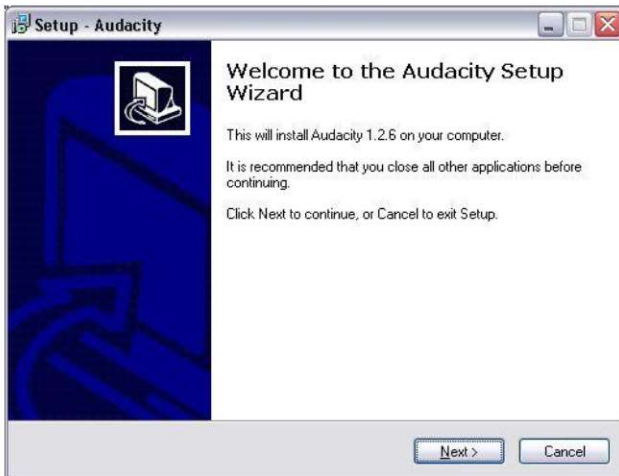 Setup - Audacity
Welcome to the Audacity Setup
Wizard
This will install Audacity 1.2.6 on your computer.
It is recommended that you close all other applications before
continuing.
Click Next to continue, or Cancel to exit Setup.
Next >
Cancel